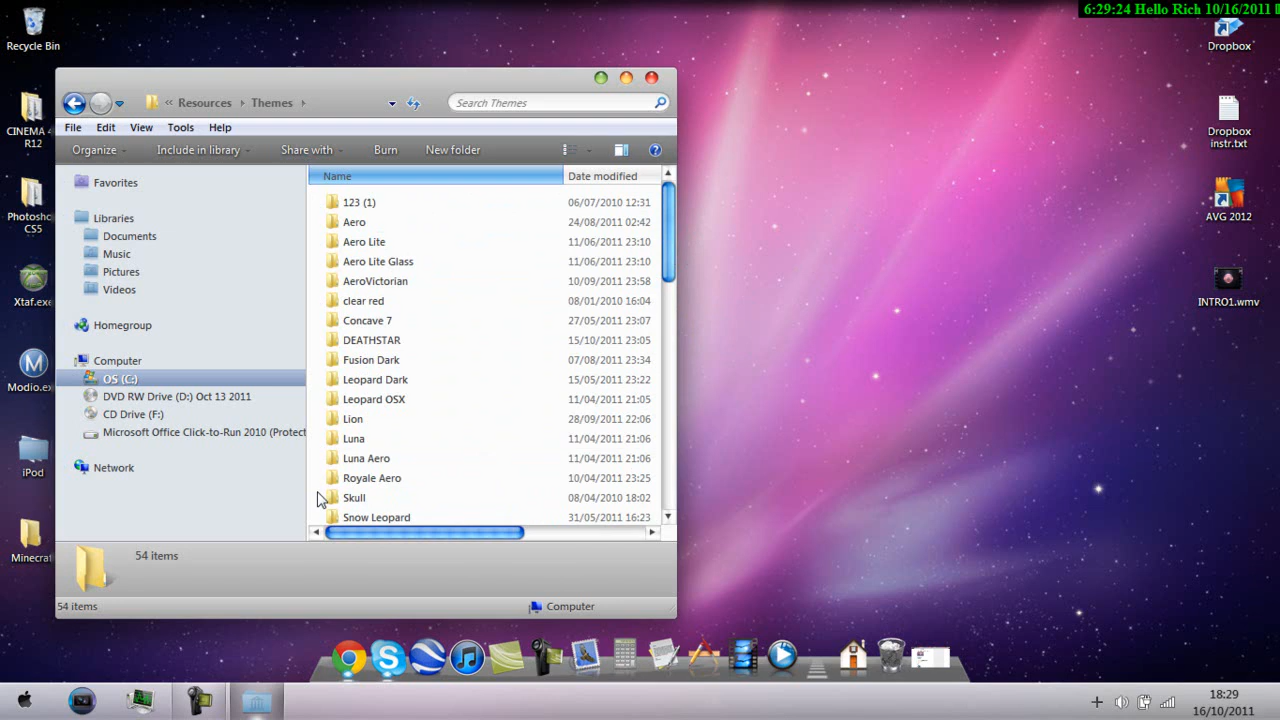 6:29:24 Hello Rich 10/16/2011
Recycle Bin
CINEMA 4
R12
Photosh
CS5
Xtaf.exe
Modio.ex
iPod
Minecra
Dropbox
Dropbox
instr.txt
AVG 2012
INTRO1.wmv
« Resources Themes
Search Themes
File Edit View Tools Help
Organize Include in library Share with Burn New folder
Favorites
Libraries
Documents
Music
Pictures
Videos
Homegroup
Computer
OS (C:)
DVD RW Drive (D:) Oct 13 2011
CD Drive (F:)
Microsoft Office Click-to-Run 2010 (Protect
Network
Name Date modified
123 (1) 06/07/2010 12:31
Aero 24/08/2011 02:42
Aero Lite 11/06/2011 23:10
Aero Lite Glass 11/06/2011 23:10
AeroVictorian 10/09/2011 23:58
clear red 08/01/2010 16:04
Concave 7 27/05/2011 23:07
DEATHSTAR 15/10/2011 23:05
Fusion Dark 07/08/2011 23:34
Leopard Dark 15/05/2011 23:22
Leopard OSX 11/04/2011 21:05
Lion 28/09/2011 22:06
Luna 11/04/2011 21:06
Luna Aero 11/04/2011 21:06
Royale Aero 10/04/2011 23:25
Skull 08/04/2010 18:02
Snow Leopard 31/05/2011 16:23
54 items
54 items
Computer
18:29
16/10/2011